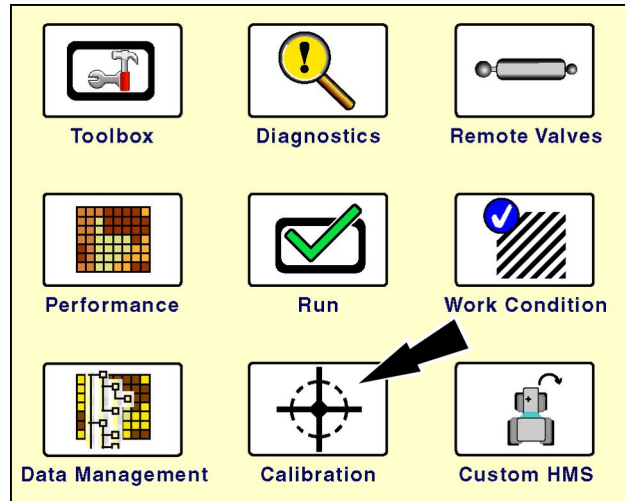 Toolbox
Diagnostics
Remote Valves
Performance
Run
Work Condition
Data Management
Calibration
Custom HMS